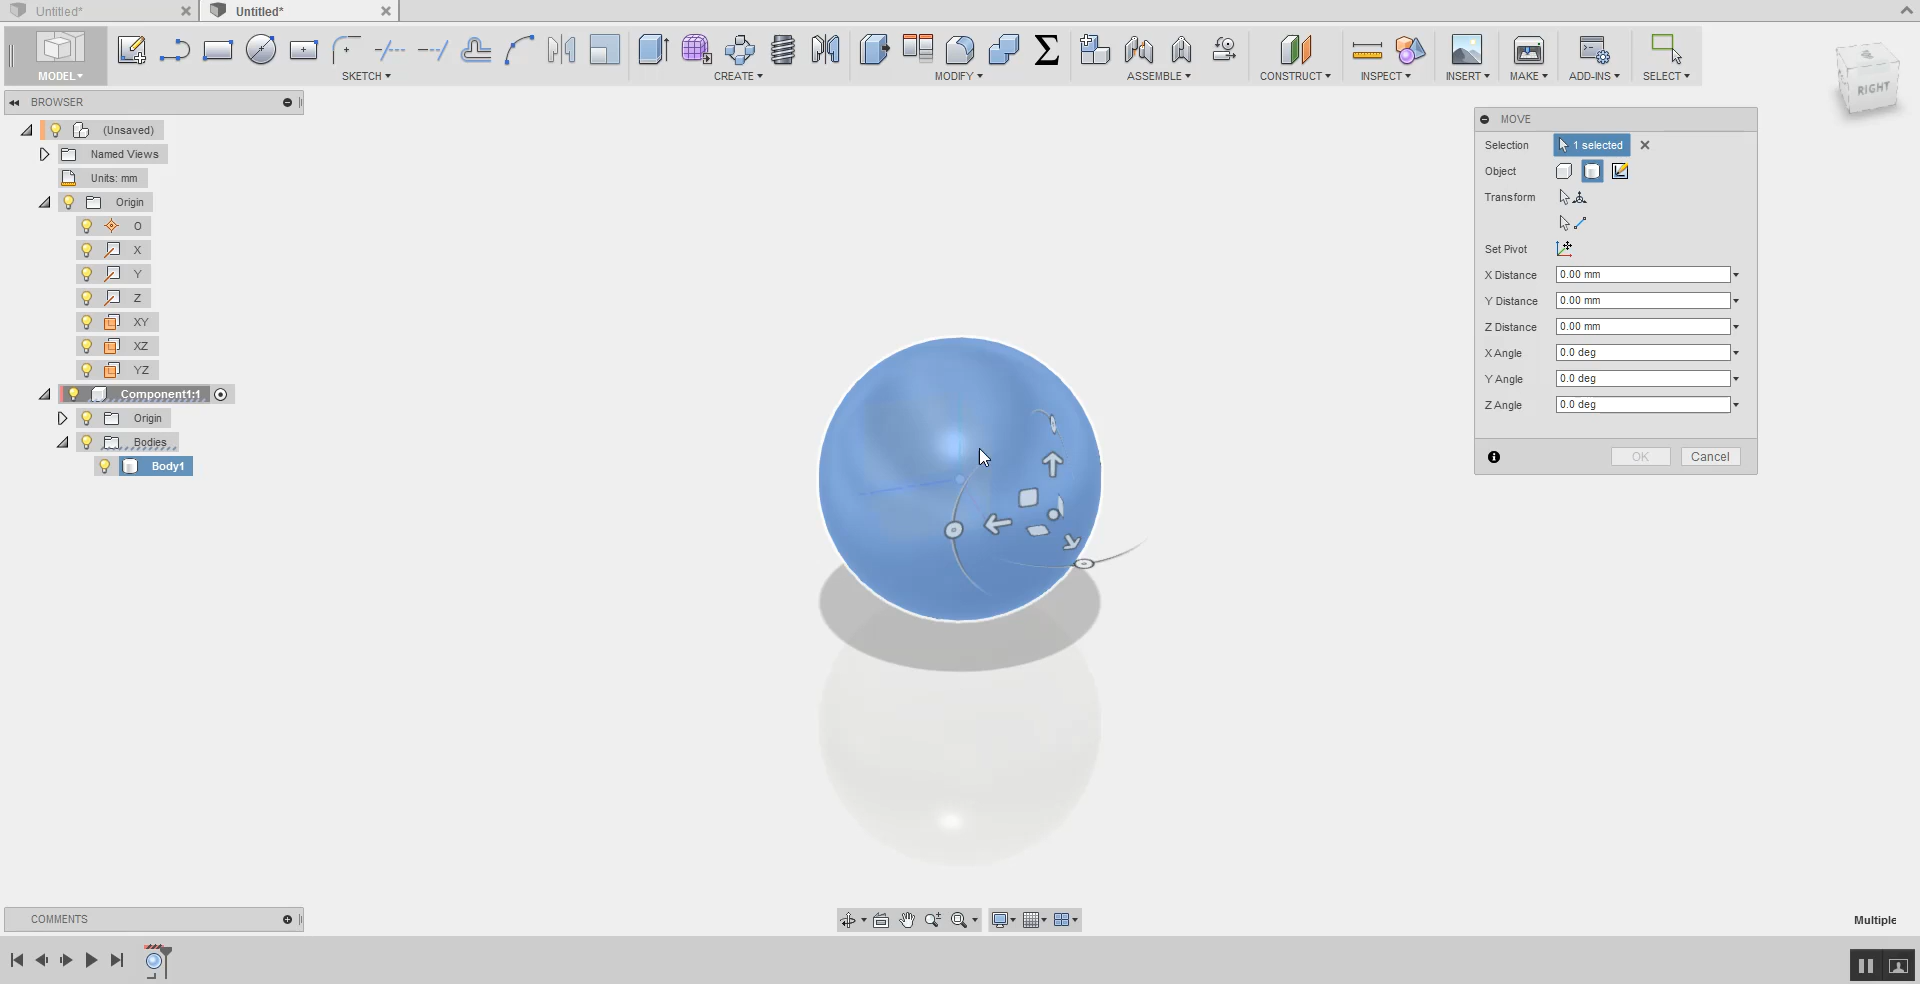 Untitled*
Untitled*
MODEL
SKETCH
CREATE
MODIFY
ASSEMBLE
CONSTRUCT
INSPECT
INSERT
MAKE
ADD-INS
SELECT
RIGHT
BROWSER
(Unsaved)
Named Views
Units: mm
Origin
O
X
Y
Z
XY
XZ
YZ
Component1:1
Origin
Bodies
Body1
MOVE
Selection 1 selected
Object
Transform
Set Pivot
X Distance 0.00 mm
Y Distance 0.00 mm
Z Distance 0.00 mm
X Angle 0.0 deg
Y Angle 0.0 deg
Z Angle 0.0 deg
OK Cancel
COMMENTS
Multiple